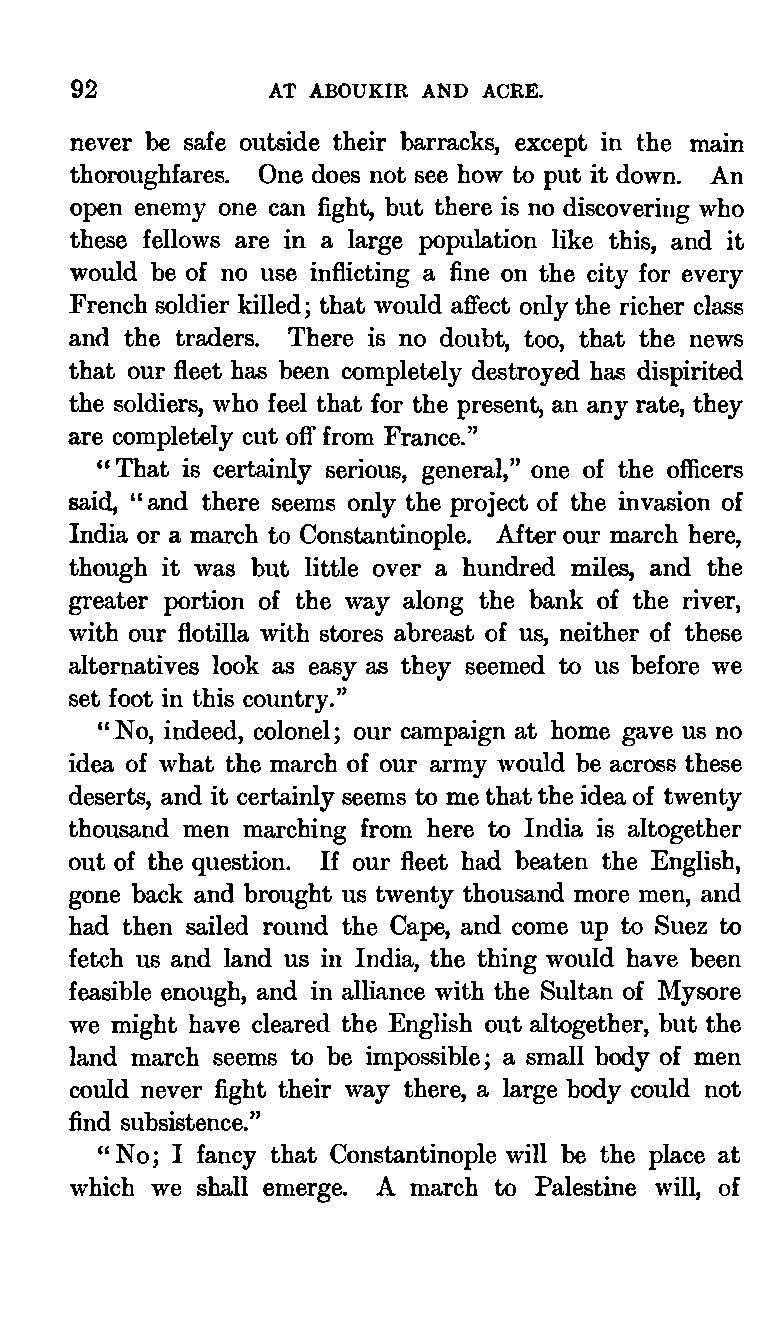 92 AT ABOUKIR AND ACRE.
never be safe outside their barracks, except in the main
thoroughfares. One does not see how to put it down. An
open enemy one can fight, but there is no discovering who
these fellows are in a large population like this, and it
would be of no use inflicting a fine on the city for every
French soldier killed; that would affect only the richer class
and the traders. There is no doubt, too, that the news
that our fleet has been completely destroyed has dispirited
the soldiers, who feel that for the present, an any rate, they
are completely cut off from France."
"That is certainly serious, general," one of the officers
said, "and there seems only the project of the invasion of
India or a march to Constantinople. After our march here,
though it was but little over a hundred miles, and the
greater portion of the way along the bank of the river,
with our flotilla with stores abreast of us, neither of these
alternatives look as easy as they seemed to us before we
set foot in this country."
"No, indeed, colonel; our campaign at home gave us no
idea of what the march of our army would be across these
deserts, and it certainly seems to me that the idea of twenty
thousand men marching from here to India is altogether
out of the question. If our fleet had beaten the English,
gone back and brought us twenty thousand more men, and
had then sailed round the Cape, and come up to Suez to
fetch us and land us in India, the thing would have been
feasible enough, and in alliance with the Sultan of Mysore
we might have cleared the English out altogether, but the
land march seems to be impossible; a small body of men
could never fight their way there, a large body could not
find subsistence."
"No; I fancy that Constantinople will be the place at
which we shall emerge. A march to Palestine will, of